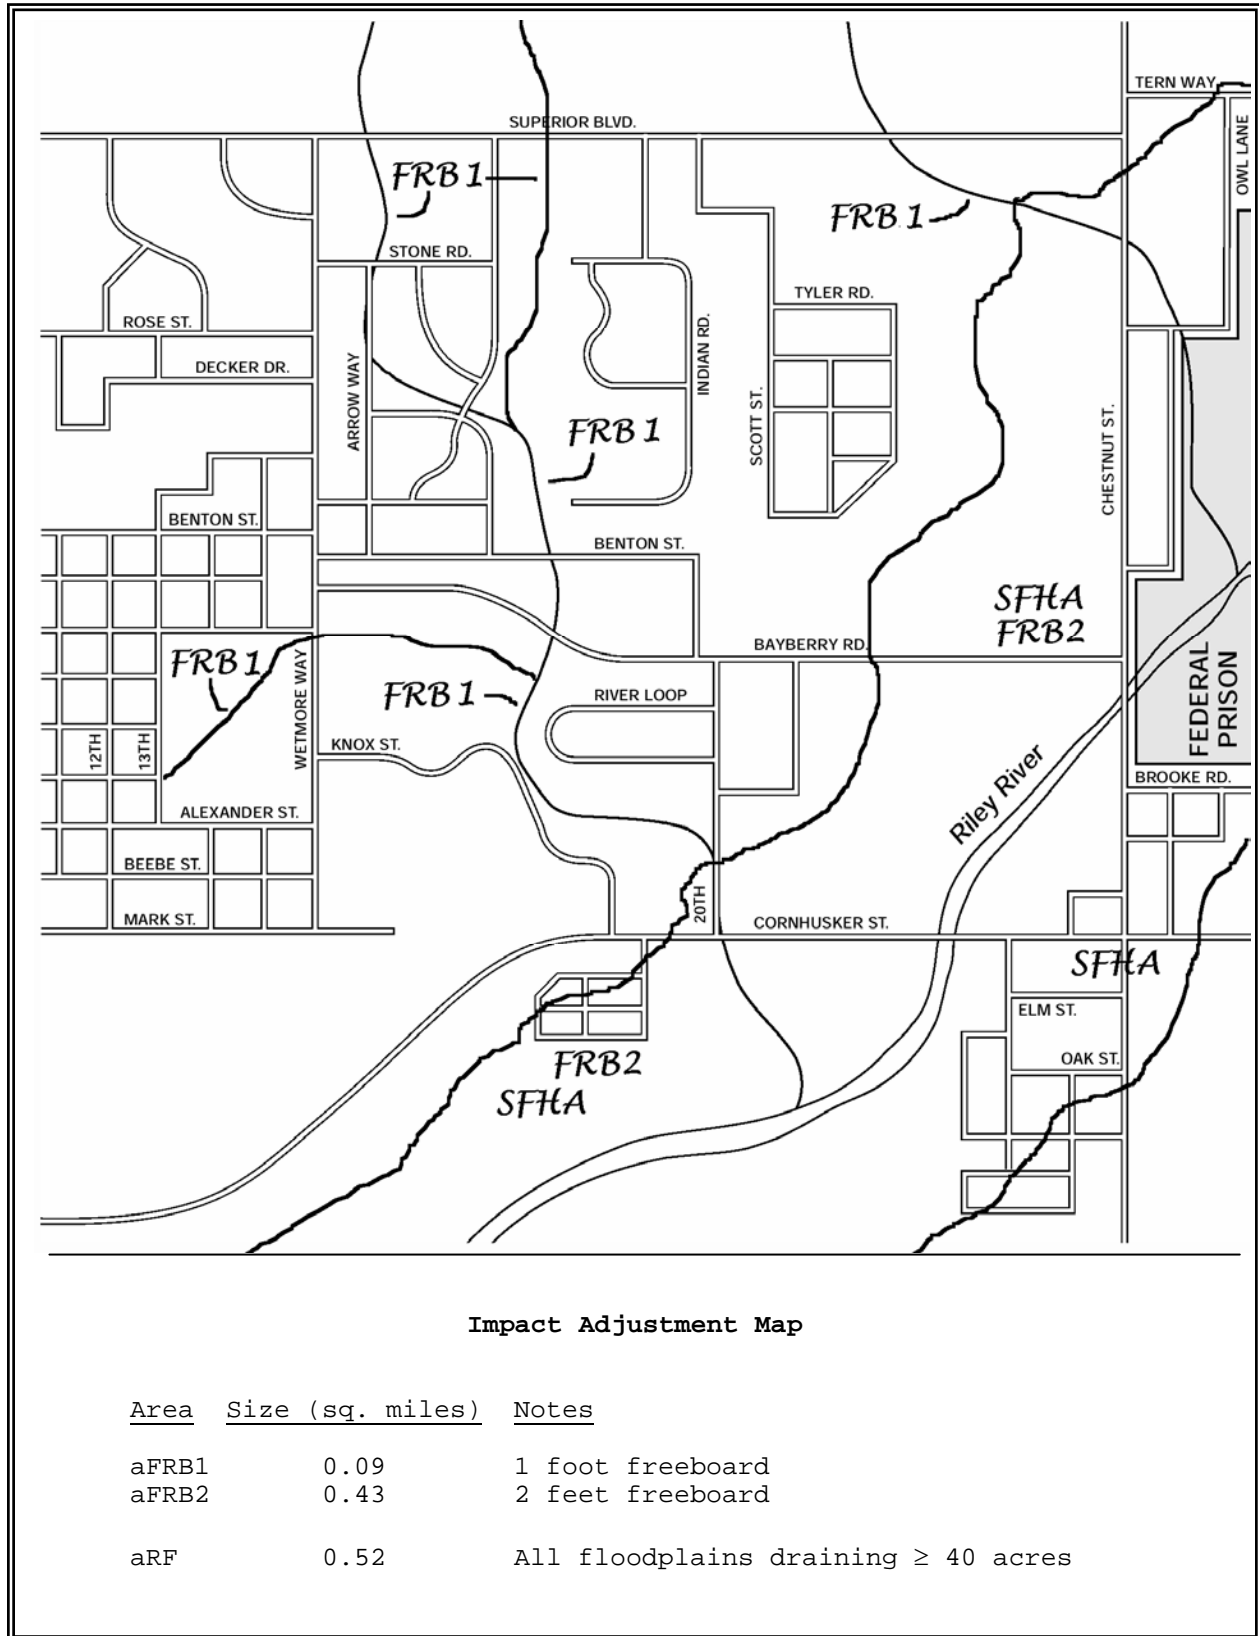 TERN WAY
SUPERIOR BLVD.
OWL LANE
FRB 1
FRB 1
STONE RD.
TYLER RD.
ROSE ST.
DECKER DR.
ARROW WAY
INDIAN RD.
SCOTT ST.
CHESTNUT ST.
FRB 1
BENTON ST.
BENTON ST.
SFHA
FRB2
BAYBERRY RD.
FRB 1
WETMORE WAY
FRB 1
RIVER LOOP
FEDERAL
PRISON
12TH
13TH
KNOX ST.
BROOKE RD.
Riley River
ALEXANDER ST.
BEEBE ST.
20TH
MARK ST.
CORNHUSKER ST.
SFHA
ELM ST.
OAK ST.
FRB2
SFHA
Impact Adjustment Map
Area Size (sq. miles) Notes
aFRB1 0.09 1 foot freeboard
aFRB2 0.43 2 feet freeboard
aRF 0.52 All floodplains draining ≥ 40 acres